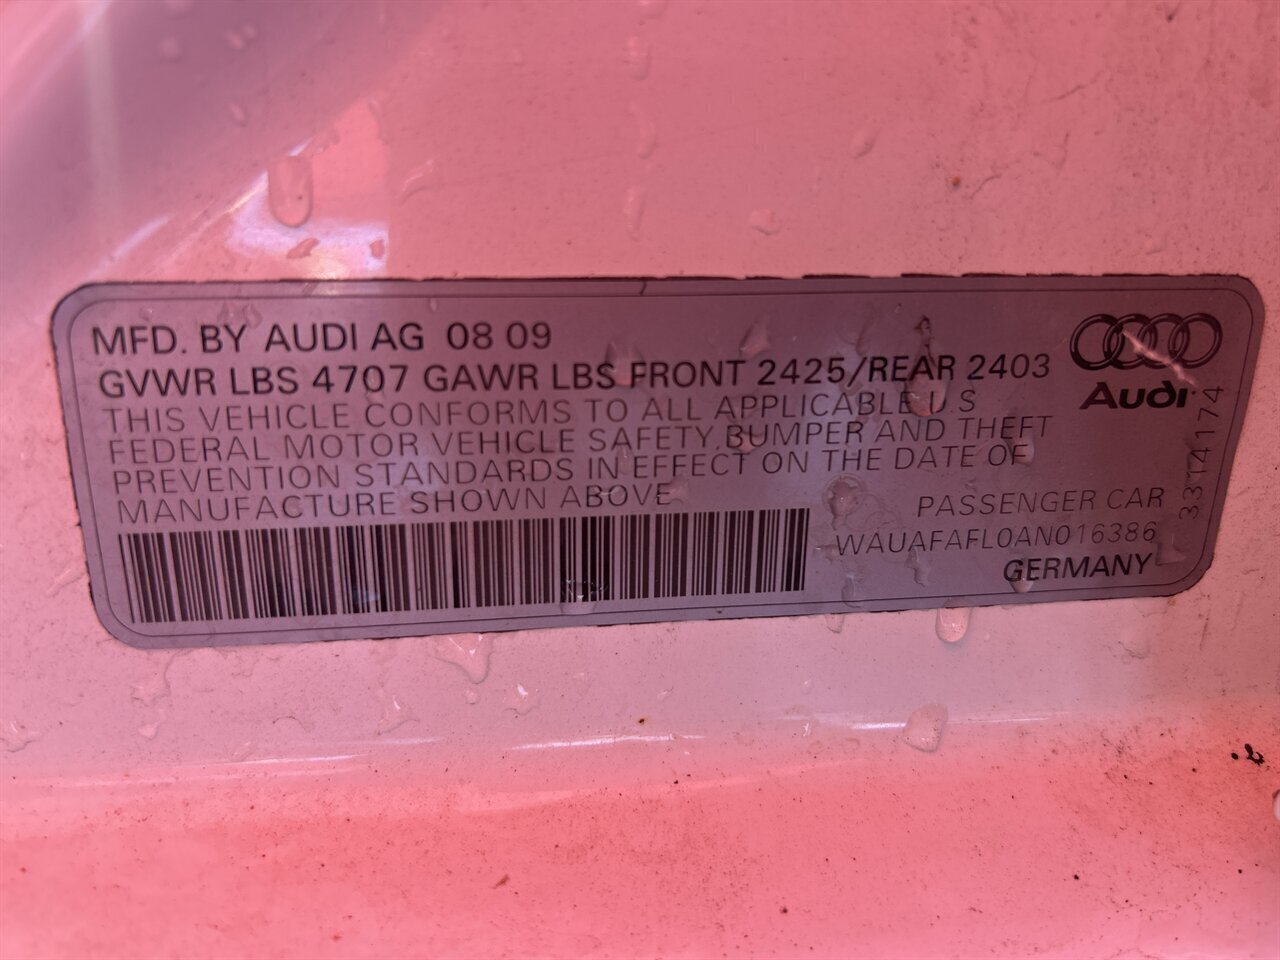 MFD. BY AUDI AG 08 09
GVWR LBS 4707 GAWR LBS FRONT 2425/REAR 2403
THIS VEHICLE CONFORMS TO ALL APPLICABLE U.S
FEDERAL MOTOR VEHICLE SAFETY, BUMPER AND THEFT
PREVENTION STANDARDS IN EFFECT ON THE DATE OF
MANUFACTURE SHOWN ABOVE
PASSENGER CAR
WAUAFAFL0AN016386
GERMANY
Audi
33141174